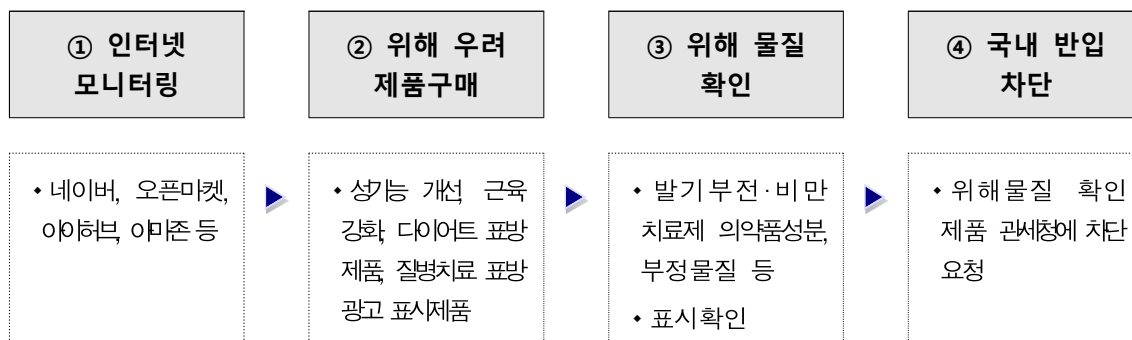 ① 인터넷
모니터링
② 위해 우려
제품구매
③ 위해 물질
확인
④ 국내 반입
차단
• 네이버, 오픈마켓,
아이허브, 아마존 등
• 성기능 개선, 근육
강화, 다이어트 표방
제품, 질병치료 표방
광고 표시제품
• 발기부전·비만
치료제 의약품성분,
부정물질 등
• 표시확인
• 위해물질 확인
제품 관세청에 차단
요청